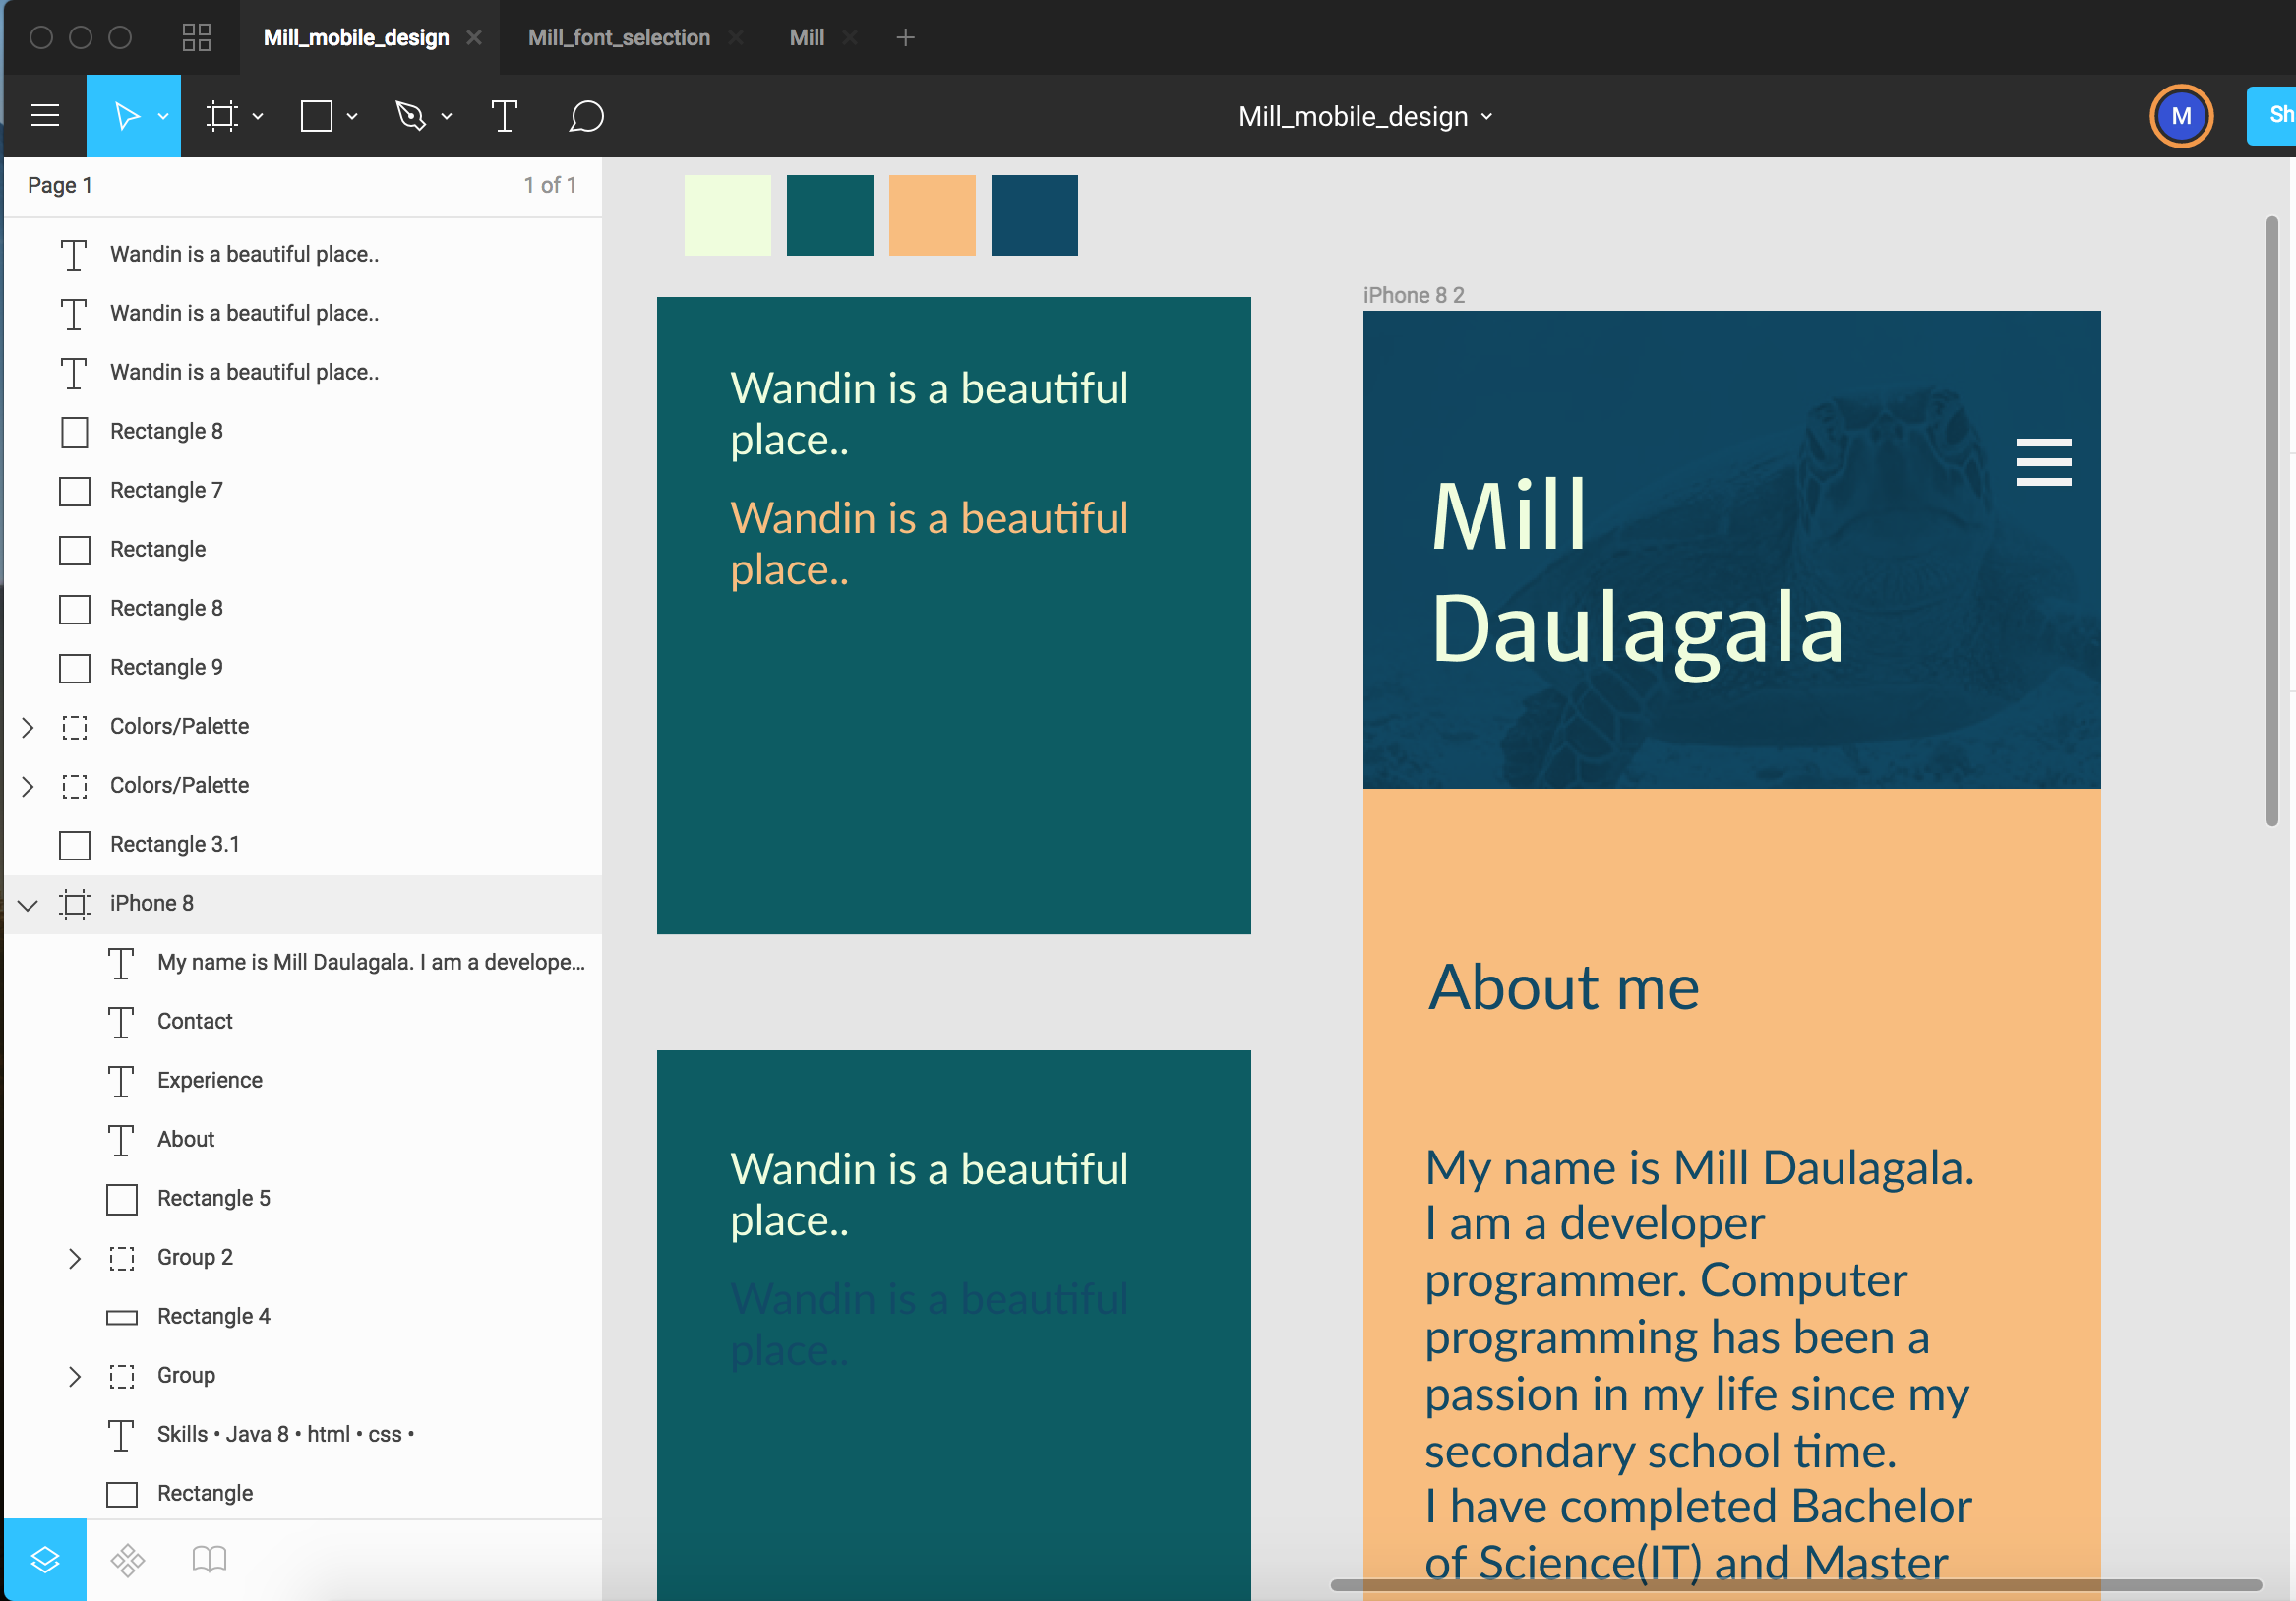 Mill_mobile_design
Mill_font_selection
Mill
T
Mill_mobile_design
M
Sh
Page 1
1 of 1
Wandin is a beautiful place..
Wandin is a beautiful place..
Wandin is a beautiful place..
Rectangle 8
Rectangle 7
Rectangle
Rectangle 8
Rectangle 9
Colors/Palette
Colors/Palette
Rectangle 3.1
iPhone 8
My name is Mill Daulagala. I am a develope...
Contact
Experience
About
Rectangle 5
Group 2
Rectangle 4
Group
Skills • Java 8 • html • css •
Rectangle
Wandin is a beautiful
place..
Wandin is a beautiful
place..
Wandin is a beautiful
place..
Wandin is a beautiful
place..
iPhone 8 2
Mill
Daulagala
About me
My name is Mill Daulagala.
I am a developer
programmer. Computer
programming has been a
passion in my life since my
secondary school time.
I have completed Bachelor
of Science(IT) and Master